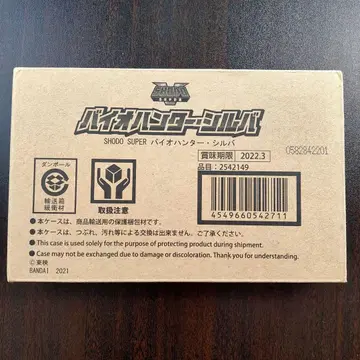 SHODO
SUPER
バイオハンター・シルバ
SHODO SUPER バイオハンター・シルバ
賞味期限 2022.3
0582842201
品目：2542149
ダンボール
輸送箱
緩衝材
取扱注意
4549660542711
●本ケースは、商品輸送用の保護梱包材です。
●本ケースは、つぶれ、汚れ等による交換は出来ません。ご了承ください。
●This case is used solely for the purpose of protecting product during shipment.
●Case may not be exchanged due to damage or discoloration. Thank you for understanding.
©東映
BANDAI 2021